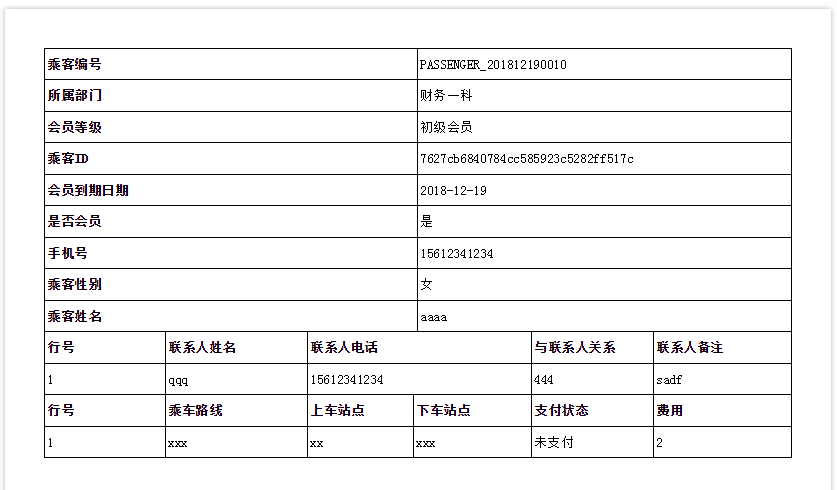 乘客编号 PASSENGER_201812190010
所属部门 财务一科
会员等级 初级会员
乘客ID 7627cb6840784cc585923c5282ff517c
会员到期日期 2018-12-19
是否会员 是
手机号 15612341234
乘客性别 女
乘客姓名 aaaa
行号 联系人姓名 联系人电话 与联系人关系 联系人备注
1 qqq 15612341234 444 sadf
行号 乘车路线 上车站点 下车站点 支付状态 费用
1 xxx xx xxx 未支付 2